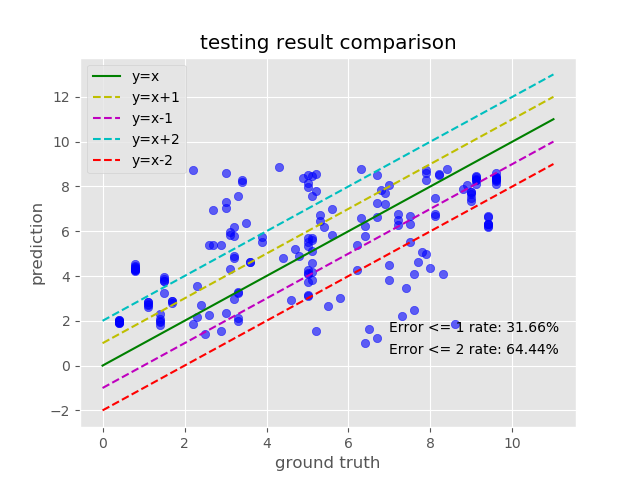 testing result comparison
y=x
y=x+1
y=x-1
y=x+2
y=x-2
12
10
8
6
4
2
0
−2
prediction
Error <= 1 rate: 31.66%
Error <= 2 rate: 64.44%
0 2 4 6 8 10
ground truth